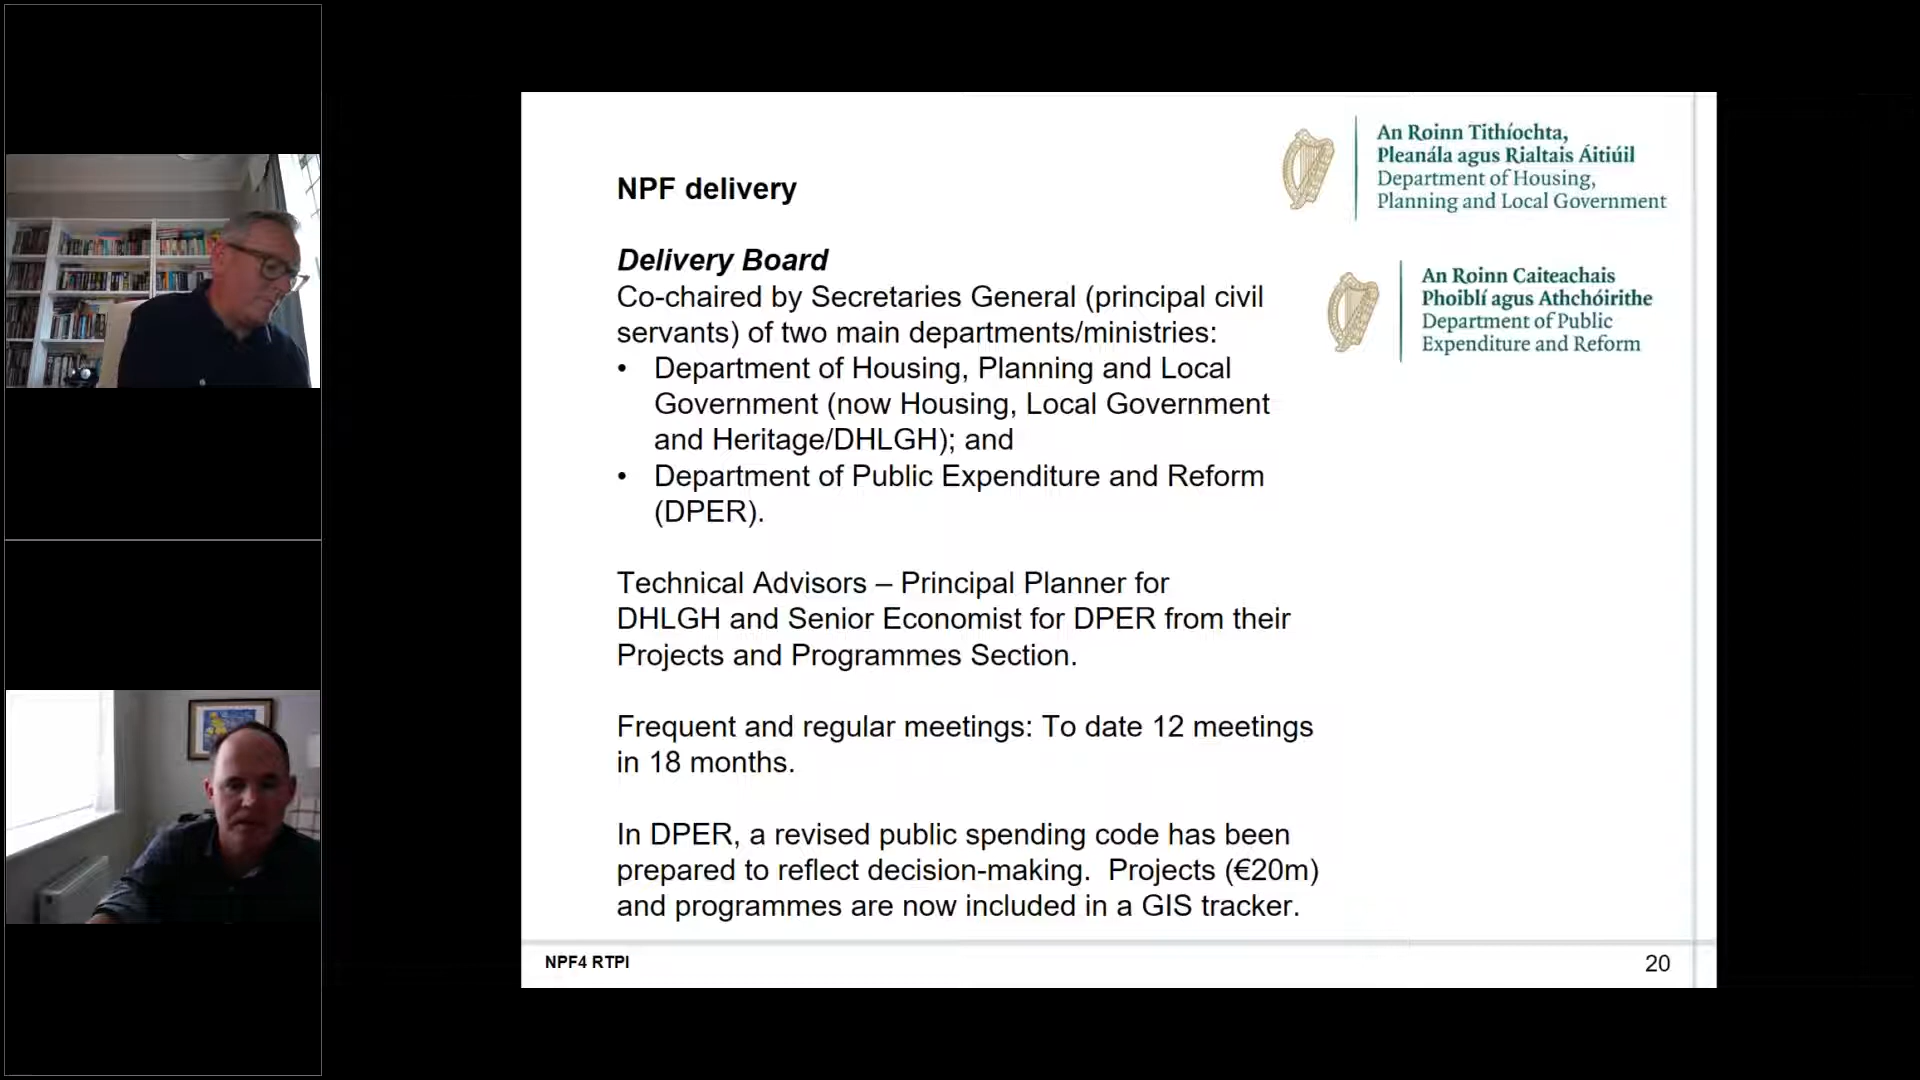 An Roinn Tithíochta,
Pleanála agus Rialtais Áitiúil
Department of Housing,
Planning and Local Government
An Roinn Caiteachais
Phoiblí agus Athchóirithe
Department of Public
Expenditure and Reform
NPF delivery
Delivery Board
Co-chaired by Secretaries General (principal civil
servants) of two main departments/ministries:
• Department of Housing, Planning and Local
Government (now Housing, Local Government
and Heritage/DHLGH); and
• Department of Public Expenditure and Reform
(DPER).
Technical Advisors – Principal Planner for
DHLGH and Senior Economist for DPER from their
Projects and Programmes Section.
Frequent and regular meetings: To date 12 meetings
in 18 months.
In DPER, a revised public spending code has been
prepared to reflect decision-making.  Projects (€20m)
and programmes are now included in a GIS tracker.
NPF4 RTPI
20